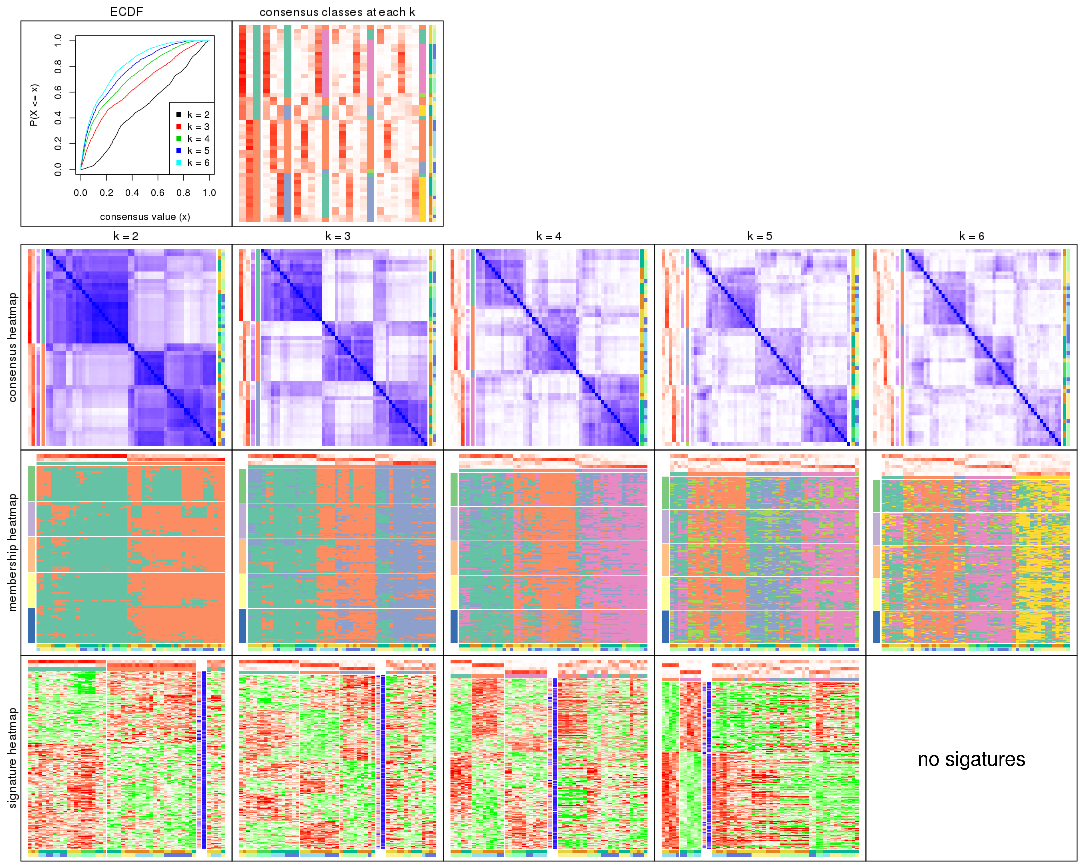 ECDF
consensus classes at each k
P(X <= x)
0.0 0.2 0.4 0.6 0.8 1.0
k = 2
k = 3
k = 4
k = 5
k = 6
0.0 0.2 0.4 0.6 0.8 1.0
consensus value (x)
k = 2 k = 3 k = 4 k = 5 k = 6
consensus heatmap
membership heatmap
signature heatmap
no sigatures